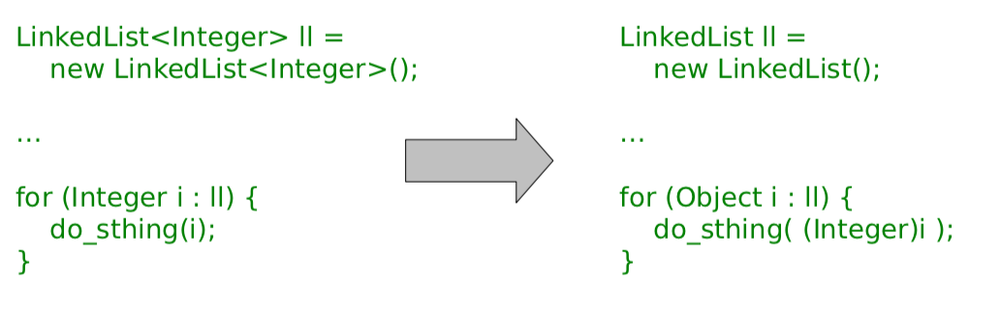 LinkedList<Integer> ll =
new LinkedList<Integer>();
...
for (Integer i : ll) {
do_sthing(i);
}
LinkedList ll =
new LinkedList();
...
for (Object i : ll) {
do_sthing( (Integer)i );
}